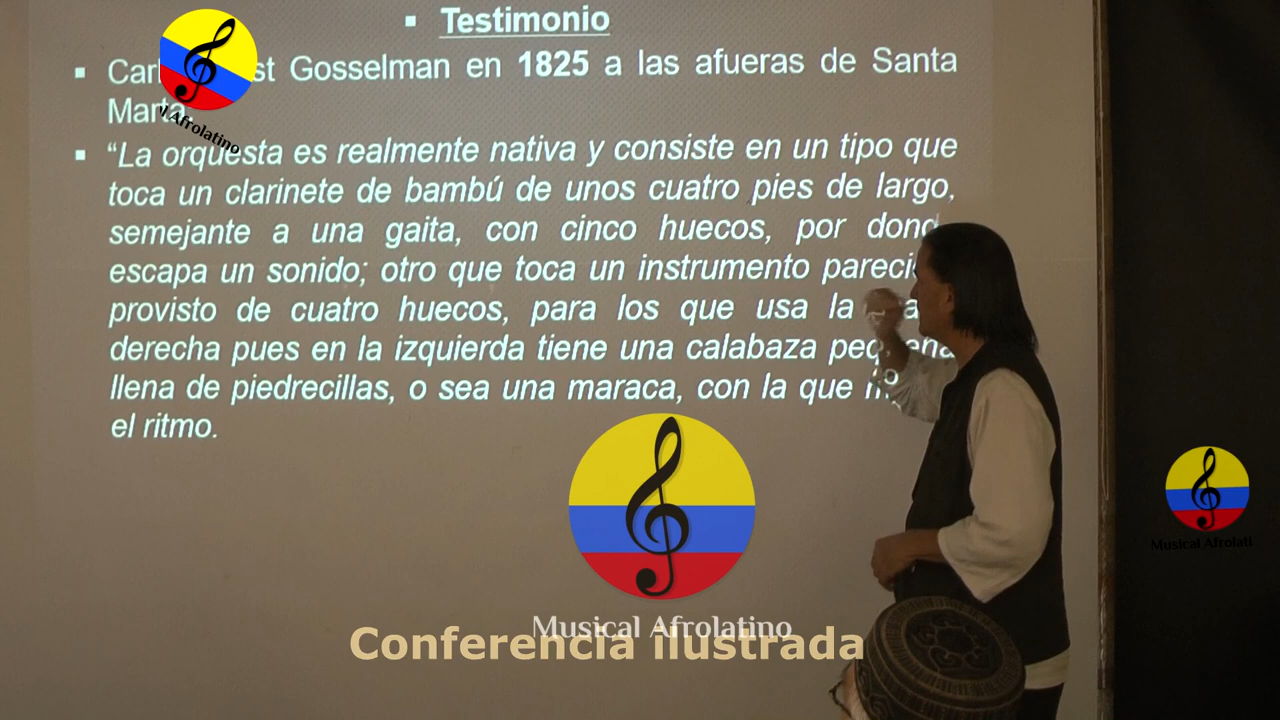 ▪ Testimonio
▪ Gosselman en 1825 a las afueras de Santa
Marta:
▪ “La orquesta es realmente nativa y consiste en un tipo que
toca un clarinete de bambú de unos cuatro pies de largo,
semejante a una gaita, con cinco huecos, por
escapa un sonido; otro que toca un instrumento
provisto de cuatro huecos, para los que usa la
derecha pues en la izquierda tiene una calabaza
llena de piedrecillas, o sea una maraca, con la que
el ritmo.
Afrolatino
Musical Afrolatino
Conferencia ilustrada
Musical Afrolati